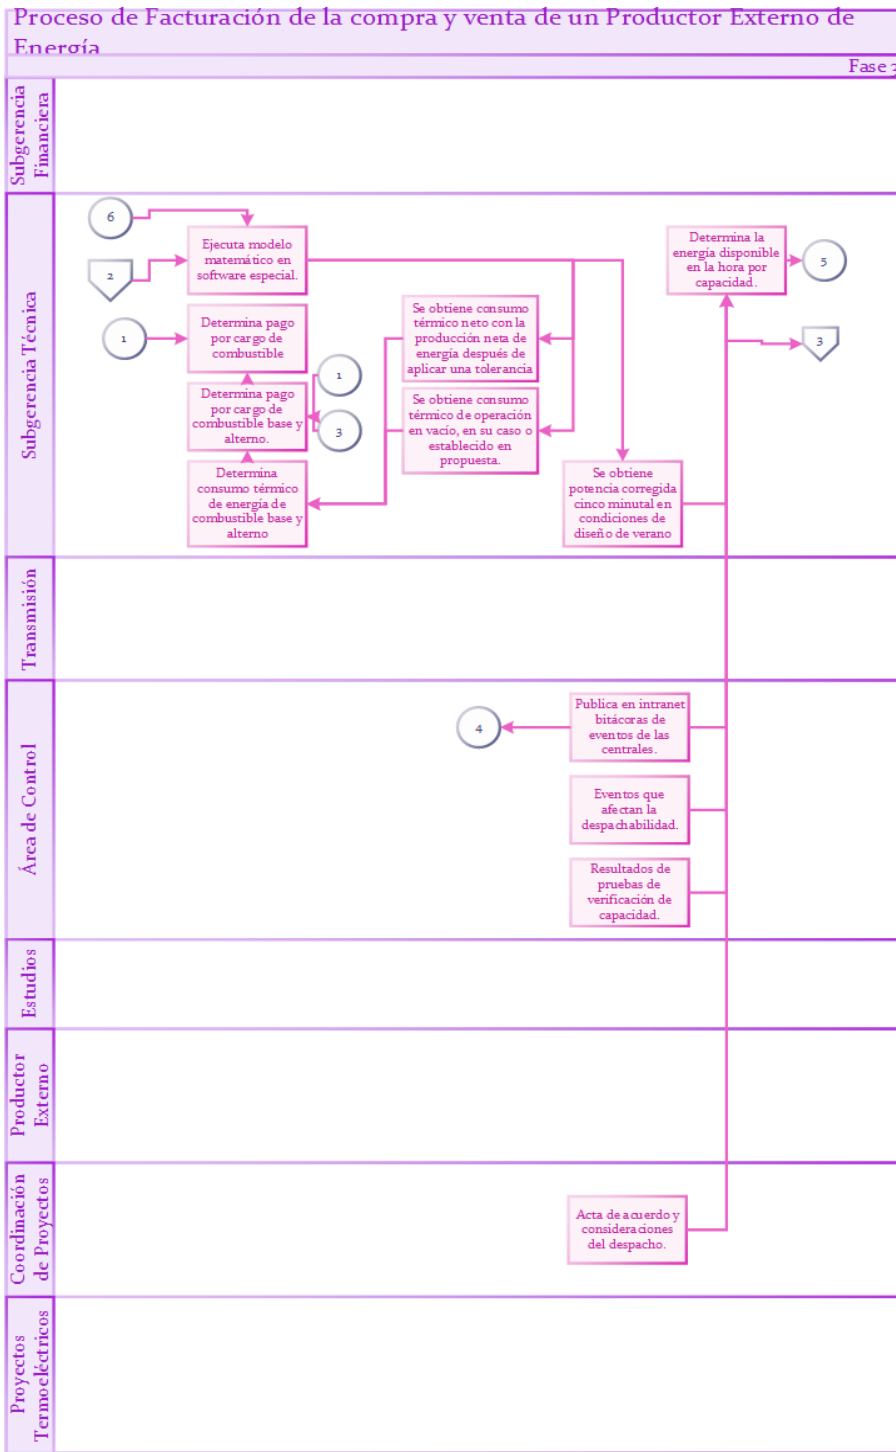 Proceso de Facturación de la compra y venta de un Productor Externo de
Energía
Fase 3
Subgerencia
Financiera
Subgerencia Técnica
6
2
Ejecuta modelo
matemático en
software especial.
1
Determina pago
por cargo de
combustible
Determina pago
por cargo de
combustible base y
alterno.
1
3
Determina
consumo térmico
de energía de
combustible base y
alterno
Se obtiene consumo
térmico neto con la
producción neta de
energía después de
aplicar una tolerancia
Se obtiene consumo
térmico de operación
en vacío, en su caso o
establecido en
propuesta.
Se obtiene
potencia corregida
cinco minutal en
condiciones de
diseño de verano
Determina la
energía disponible
en la hora por
capacidad.
5
3
Transmisión
Área de Control
4
Publica en intranet
bitácoras de
eventos de las
centrales.
Eventos que
afectan la
despachabilidad.
Resultados de
pruebas de
verificación de
capacidad.
Estudios
Productor
Externo
Coordinación
de Proyectos
Acta de acuerdo y
consideraciones
del despacho.
Proyectos
Termoeléctricos